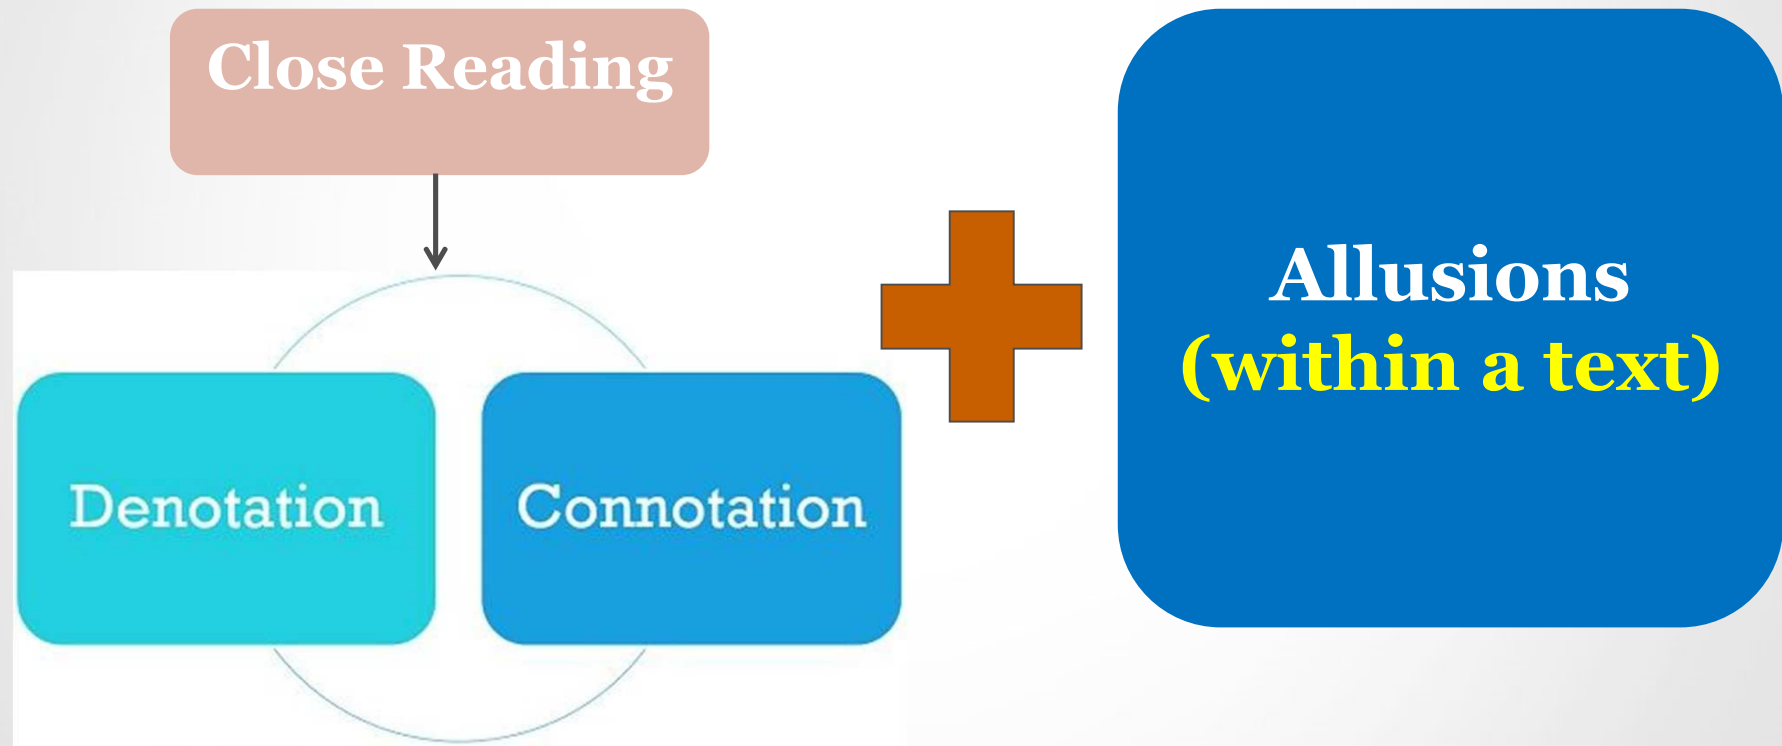 Close Reading
Denotation
Connotation
Allusions
(within a text)